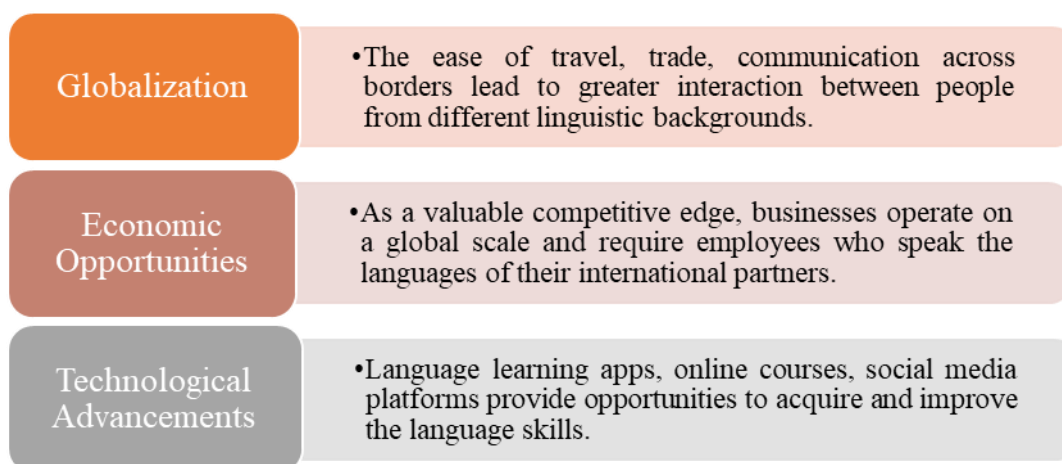 Globalization
•The ease of travel, trade, communication across
borders lead to greater interaction between people
from different linguistic backgrounds.
Economic
Opportunities
•As a valuable competitive edge, businesses operate on
a global scale and require employees who speak the
languages of their international partners.
Technological
Advancements
•Language learning apps, online courses, social media
platforms provide opportunities to acquire and improve
the language skills.